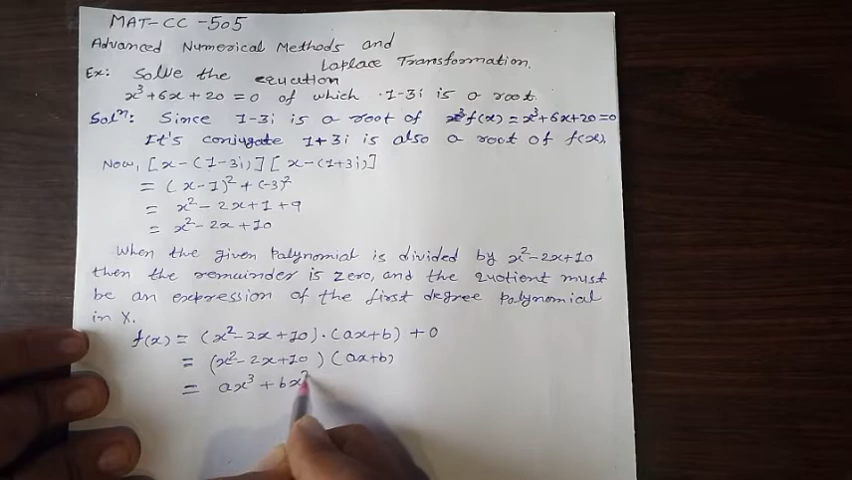 MAT-CC-505
Advanced Numerical Methods and
Laplace Transformation.
Ex: Solve the equation
x³+6x+20=0 of which 1-3i is a root.
Solⁿ: Since 1-3i is a root of f(x)=x³+6x+20=0
It's conjugate 1+3i is also a root of f(x).
Now, [x-(1-3i)][x-(1+3i)]
= (x-1)²+(-3)²
= x²-2x+1+9
= x²-2x+10
When the given Polynomial is divided by x²-2x+10
then the remainder is zero, and the quotient must
be an expression of the first degree Polynomial
in X.
f(x) = (x²-2x+10)·(ax+b)+0
= (x²-2x+10)(ax+b)
= ax³+bx²